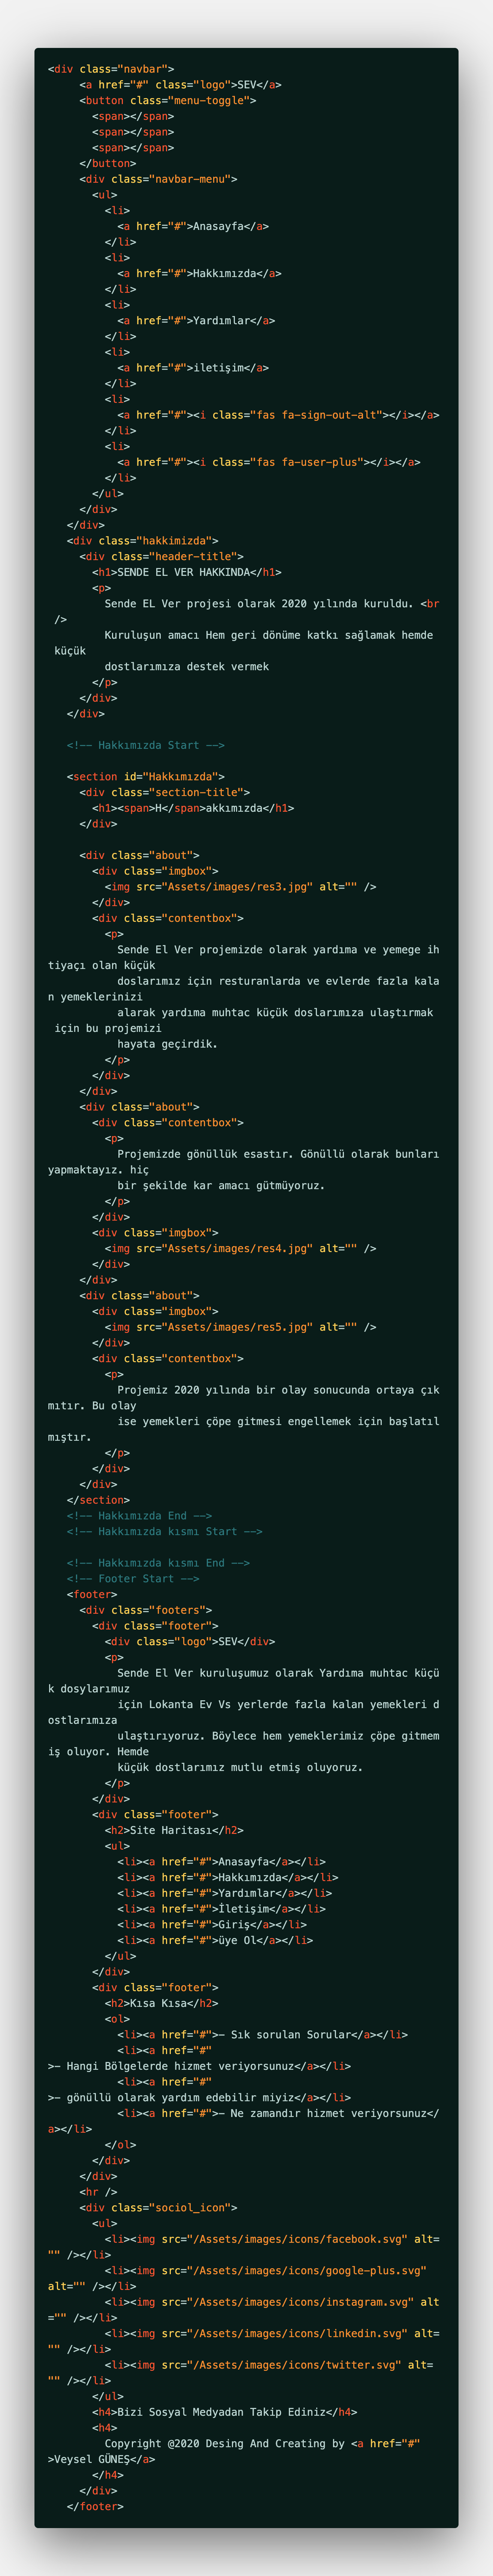 <div class="navbar">
     <a href="#" class="logo">SEV</a>
     <button class="menu-toggle">
       <span></span>
       <span></span>
       <span></span>
     </button>
     <div class="navbar-menu">
       <ul>
         <li>
           <a href="#">Anasayfa</a>
         </li>
         <li>
           <a href="#">Hakkımızda</a>
         </li>
         <li>
           <a href="#">Yardımlar</a>
         </li>
         <li>
           <a href="#">iletişim</a>
         </li>
         <li>
           <a href="#"><i class="fas fa-sign-out-alt"></i></a>
         </li>
         <li>
           <a href="#"><i class="fas fa-user-plus"></i></a>
         </li>
       </ul>
     </div>
   </div>
   <div class="hakkimizda">
     <div class="header-title">
       <h1>SENDE EL VER HAKKINDA</h1>
       <p>
         Sende EL Ver projesi olarak 2020 yılında kuruldu. <br
 />
         Kuruluşun amacı Hem geri dönüme katkı sağlamak hemde
 küçük
         dostlarımıza destek vermek
       </p>
     </div>
   </div>

   <!-- Hakkımızda Start -->

   <section id="Hakkımızda">
     <div class="section-title">
       <h1><span>H</span>akkımızda</h1>
     </div>

     <div class="about">
       <div class="imgbox">
         <img src="Assets/images/res3.jpg" alt="" />
       </div>
       <div class="contentbox">
         <p>
           Sende El Ver projemizde olarak yardıma ve yemege ih
tiyaçı olan küçük
           doslarımız için resturanlarda ve evlerde fazla kala
n yemeklerinizi
           alarak yardıma muhtac küçük doslarımıza ulaştırmak
 için bu projemizi
           hayata geçirdik.
         </p>
       </div>
     </div>
     <div class="about">
       <div class="contentbox">
         <p>
           Projemizde gönüllük esastır. Gönüllü olarak bunları
yapmaktayız. hiç
           bir şekilde kar amacı gütmüyoruz.
         </p>
       </div>
       <div class="imgbox">
         <img src="Assets/images/res4.jpg" alt="" />
       </div>
     </div>
     <div class="about">
       <div class="imgbox">
         <img src="Assets/images/res5.jpg" alt="" />
       </div>
       <div class="contentbox">
         <p>
           Projemiz 2020 yılında bir olay sonucunda ortaya çık
mıtır. Bu olay
           ise yemekleri çöpe gitmesi engellemek için başlatıl
mıştır.
         </p>
       </div>
     </div>
   </section>
   <!-- Hakkımızda End -->
   <!-- Hakkımızda kısmı Start -->

   <!-- Hakkımızda kısmı End -->
   <!-- Footer Start -->
   <footer>
     <div class="footers">
       <div class="footer">
         <div class="logo">SEV</div>
         <p>
           Sende El Ver kuruluşumuz olarak Yardıma muhtac küçü
k dosylarımuz
           için Lokanta Ev Vs yerlerde fazla kalan yemekleri d
ostlarımıza
           ulaştırıyoruz. Böylece hem yemeklerimiz çöpe gitmem
iş oluyor. Hemde
           küçük dostlarımız mutlu etmiş oluyoruz.
         </p>
       </div>
       <div class="footer">
         <h2>Site Haritası</h2>
         <ul>
           <li><a href="#">Anasayfa</a></li>
           <li><a href="#">Hakkımızda</a></li>
           <li><a href="#">Yardımlar</a></li>
           <li><a href="#">İletişim</a></li>
           <li><a href="#">Giriş</a></li>
           <li><a href="#">üye Ol</a></li>
         </ul>
       </div>
       <div class="footer">
         <h2>Kısa Kısa</h2>
         <ol>
           <li><a href="#">- Sık sorulan Sorular</a></li>
           <li><a href="#"
>- Hangi Bölgelerde hizmet veriyorsunuz</a></li>
           <li><a href="#"
>- gönüllü olarak yardım edebilir miyiz</a></li>
           <li><a href="#">- Ne zamandır hizmet veriyorsunuz</
a></li>
         </ol>
       </div>
     </div>
     <hr />
     <div class="sociol_icon">
       <ul>
         <li><img src="/Assets/images/icons/facebook.svg" alt=
"" /></li>
         <li><img src="/Assets/images/icons/google-plus.svg"
alt="" /></li>
         <li><img src="/Assets/images/icons/instagram.svg" alt
="" /></li>
         <li><img src="/Assets/images/icons/linkedin.svg" alt=
"" /></li>
         <li><img src="/Assets/images/icons/twitter.svg" alt=
"" /></li>
       </ul>
       <h4>Bizi Sosyal Medyadan Takip Ediniz</h4>
       <h4>
         Copyright @2020 Desing And Creating by <a href="#"
>Veysel GÜNEŞ</a>
       </h4>
     </div>
   </footer>